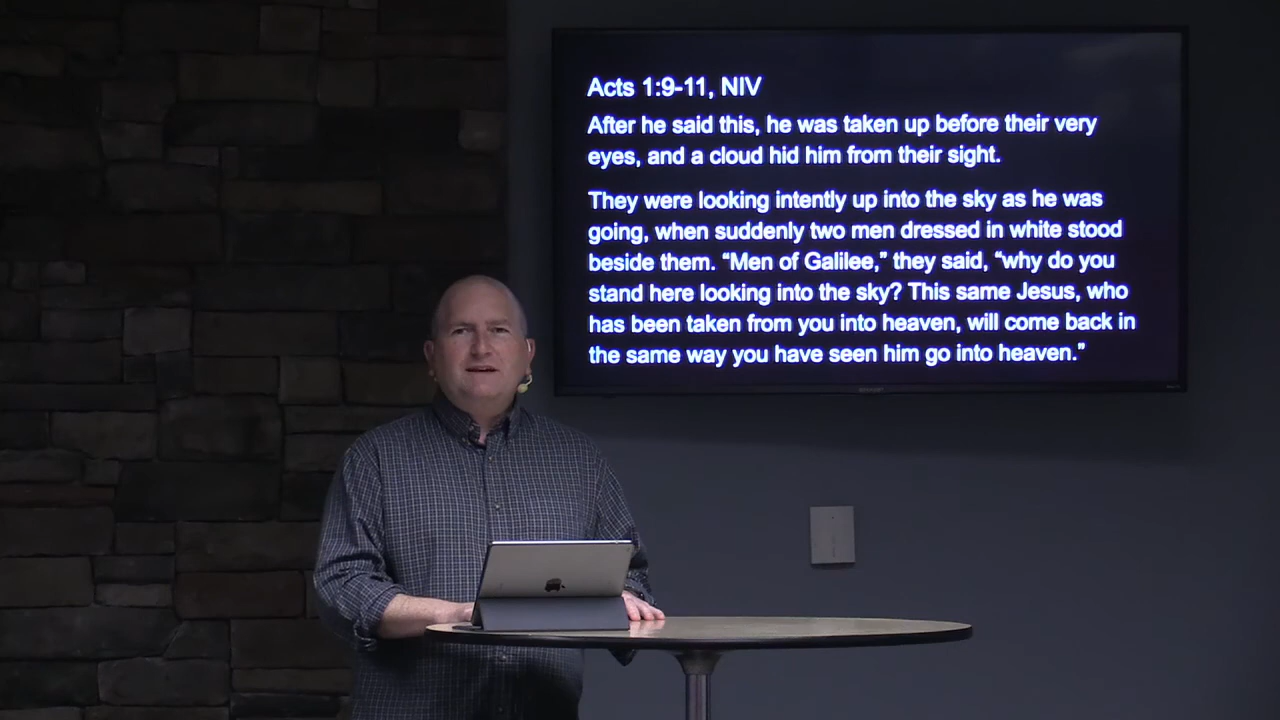 Acts 1:9-11, NIV
After he said this, he was taken up before their very
eyes, and a cloud hid him from their sight.
They were looking intently up into the sky as he was
going, when suddenly two men dressed in white stood
beside them. “Men of Galilee,” they said, “why do you
stand here looking into the sky? This same Jesus, who
has been taken from you into heaven, will come back in
the same way you have seen him go into heaven.”